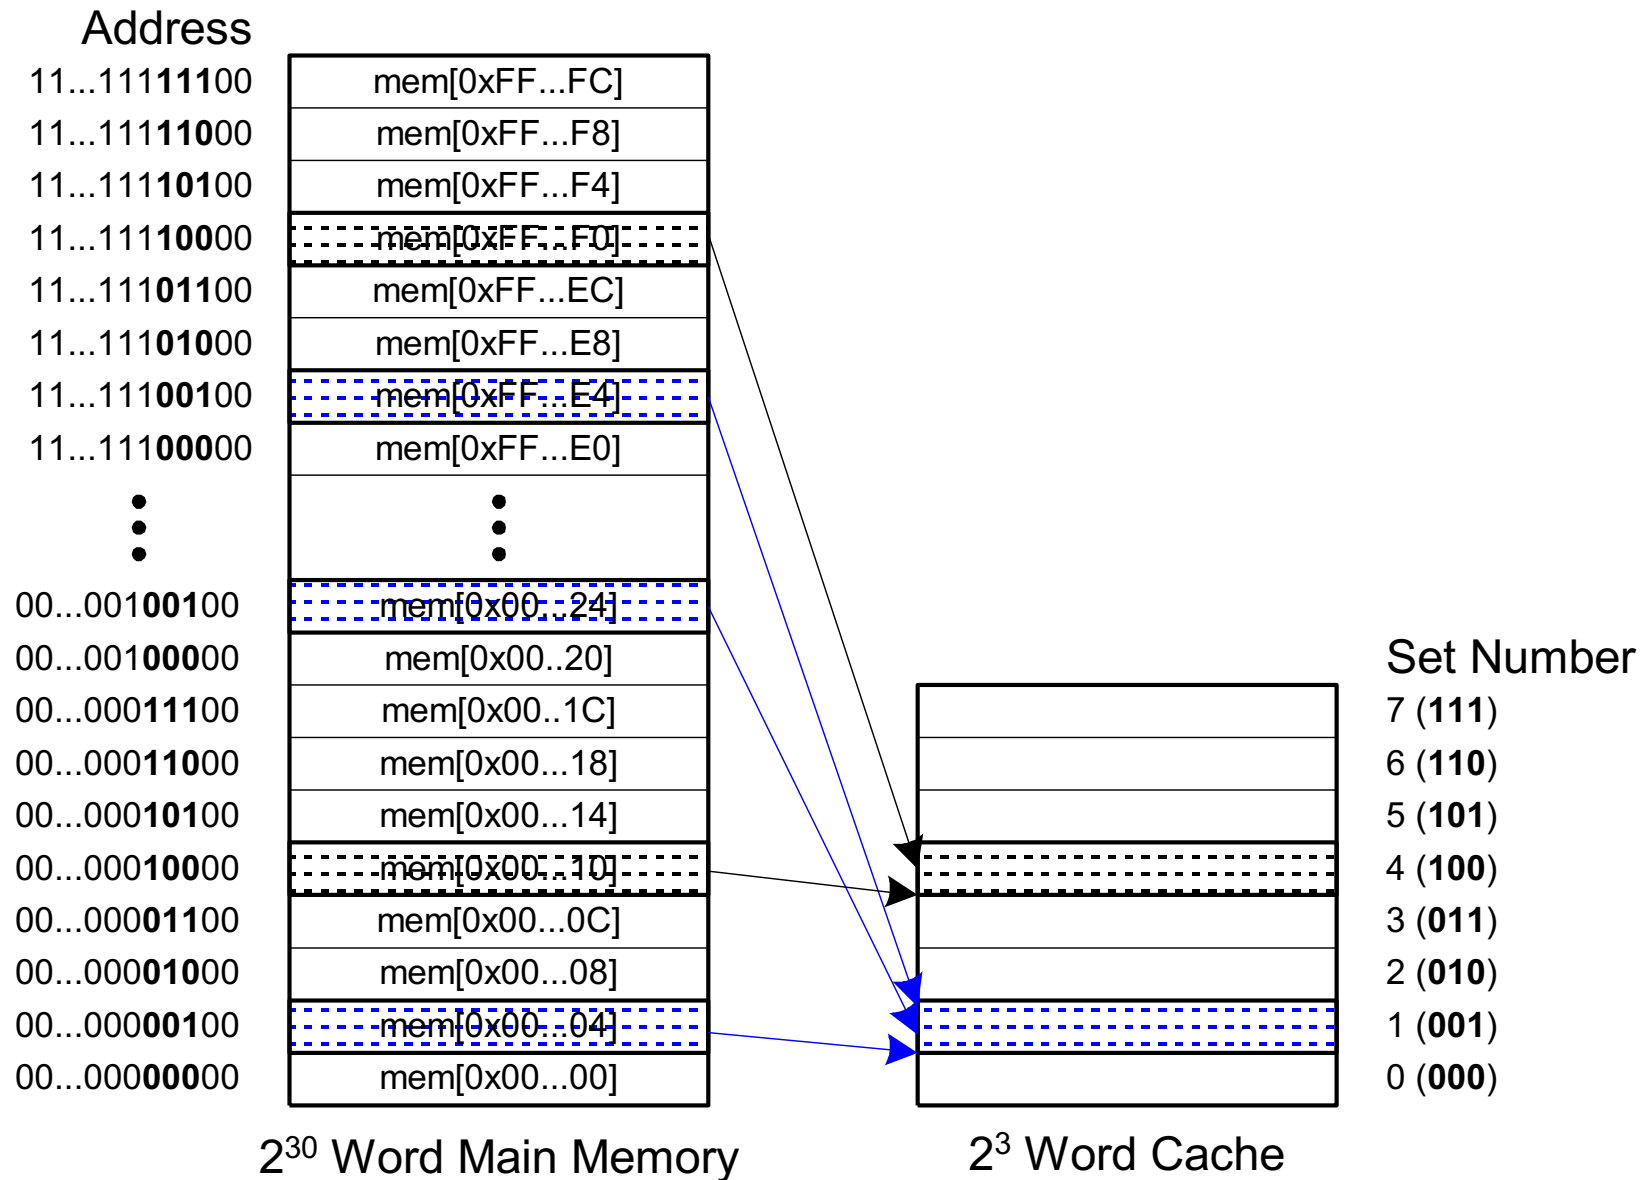 Address
11...11111100 mem[0xFF...FC]
11...11111000 mem[0xFF...F8]
11...11110100 mem[0xFF...F4]
11...11110000 mem[0xFF...F0]
11...11101100 mem[0xFF...EC]
11...11101000 mem[0xFF...E8]
11...11100100 mem[0xFF...E4]
11...11100000 mem[0xFF...E0]
00...00100100 mem[0x00...24]
00...00100000 mem[0x00..20] Set Number
00...00011100 mem[0x00..1C] 7 (111)
00...00011000 mem[0x00...18] 6 (110)
00...00010100 mem[0x00...14] 5 (101)
00...00010000 mem[0x00...10] 4 (100)
00...00001100 mem[0x00...0C] 3 (011)
00...00001000 mem[0x00...08] 2 (010)
00...00000100 mem[0x00...04] 1 (001)
00...00000000 mem[0x00...00] 0 (000)
2³⁰ Word Main Memory 2³ Word Cache